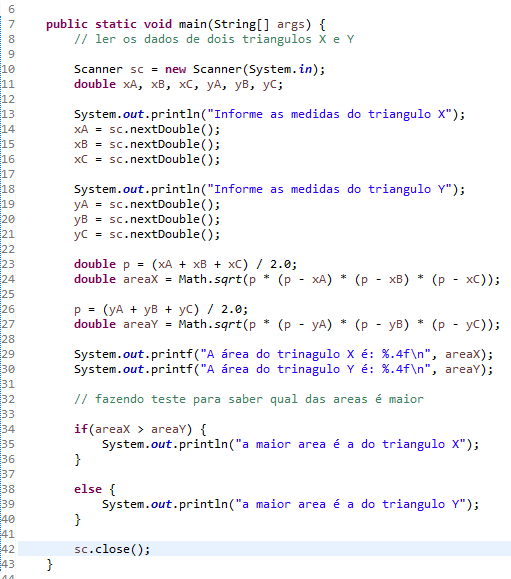 6
7 public static void main(String[] args) {
8 // ler os dados de dois triangulos X e Y
9
10 Scanner sc = new Scanner(System.in);
11 double xA, xB, xC, yA, yB, yC;
12
13 System.out.println("Informe as medidas do triangulo X");
14 xA = sc.nextDouble();
15 xB = sc.nextDouble();
16 xC = sc.nextDouble();
17
18 System.out.println("Informe as medidas do triangulo Y");
19 yA = sc.nextDouble();
20 yB = sc.nextDouble();
21 yC = sc.nextDouble();
22
23 double p = (xA + xB + xC) / 2.0;
24 double areaX = Math.sqrt(p * (p - xA) * (p - xB) * (p - xC));
25
26 p = (yA + yB + yC) / 2.0;
27 double areaY = Math.sqrt(p * (p - yA) * (p - yB) * (p - yC));
28
29 System.out.printf("A área do trinagulo X é: %.4f\n", areaX);
30 System.out.printf("A área do trinagulo Y é: %.4f\n", areaY);
31
32 // fazendo teste para saber qual das areas é maior
33
34 if(areaX > areaY) {
35 System.out.println("a maior area é a do triangulo X");
36 }
37
38 else {
39 System.out.println("a maior area é a do triangulo Y");
40 }
41
42 sc.close();
43 }
44